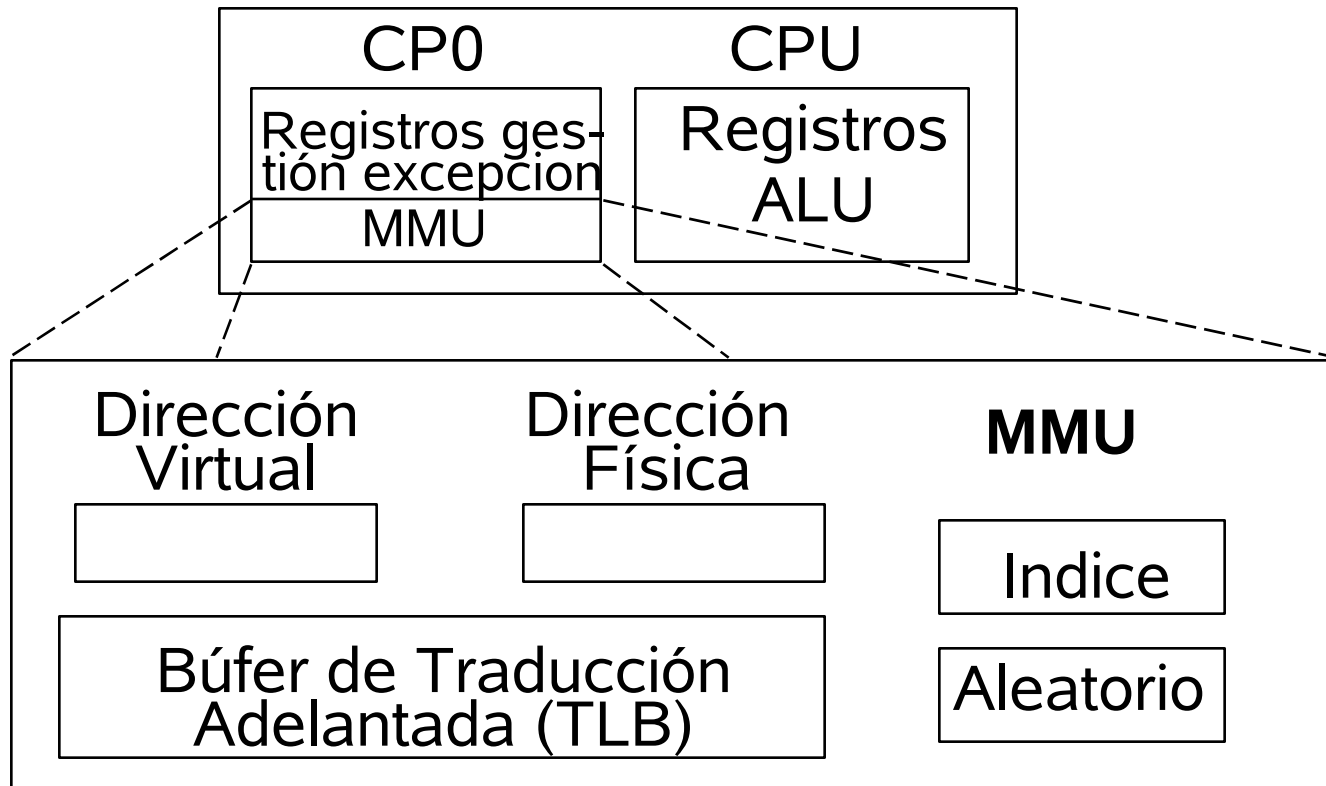 CP0
CPU
Registros ges-
tión excepcion
MMU
Registros
ALU
Dirección
Virtual
Dirección
Física
MMU
Indice
Búfer de Traducción
Adelantada (TLB)
Aleatorio